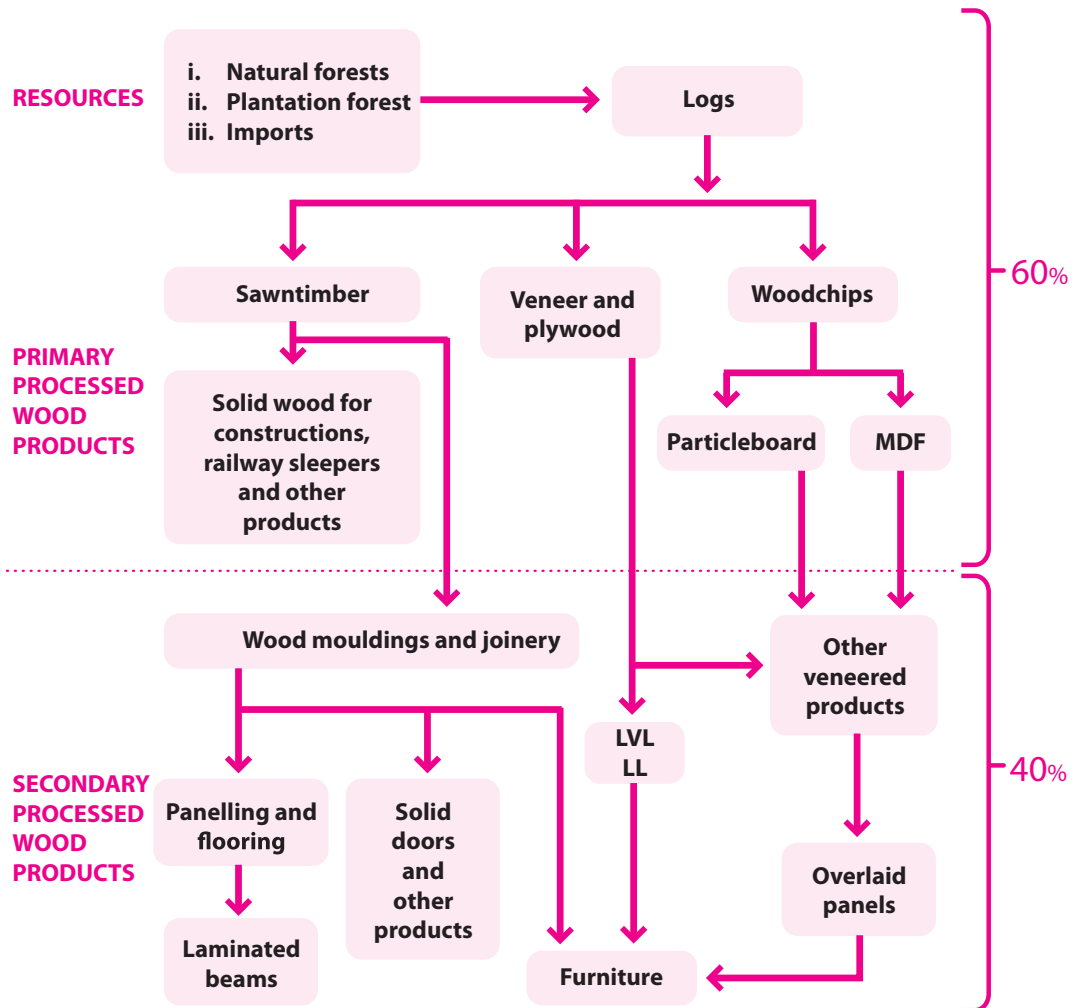 RESOURCES
i. Natural forests
ii. Plantation forest
iii. Imports
Logs
60%
Sawntimber
Veneer and
plywood
Woodchips
PRIMARY
PROCESSED
WOOD
PRODUCTS
Solid wood for
constructions,
railway sleepers
and other
products
Particleboard
MDF
Wood mouldings and joinery
Other
veneered
products
LVL
LL
40%
SECONDARY
PROCESSED
WOOD
PRODUCTS
Panelling and
flooring
Solid
doors
and
other
products
Overlaid
panels
Laminated
beams
Furniture